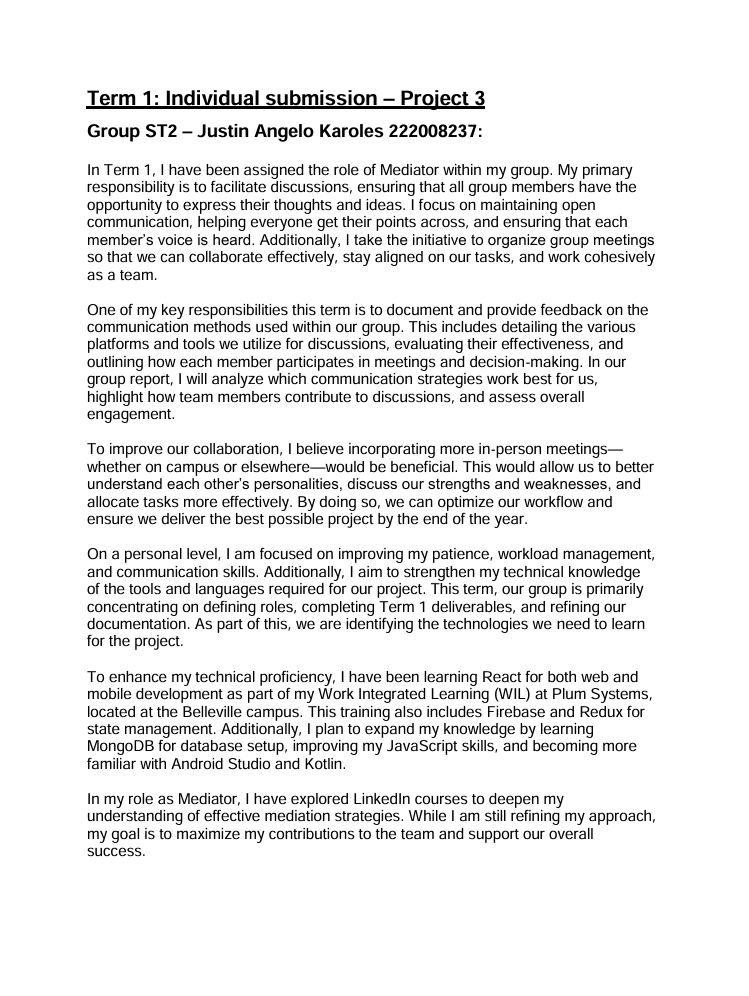 Term 1: Individual submission – Project 3
Group ST2 – Justin Angelo Karoles 222008237:
In Term 1, I have been assigned the role of Mediator within my group. My primary
responsibility is to facilitate discussions, ensuring that all group members have the
opportunity to express their thoughts and ideas. I focus on maintaining open
communication, helping everyone get their points across, and ensuring that each
member’s voice is heard. Additionally, I take the initiative to organize group meetings
so that we can collaborate effectively, stay aligned on our tasks, and work cohesively
as a team.
One of my key responsibilities this term is to document and provide feedback on the
communication methods used within our group. This includes detailing the various
platforms and tools we utilize for discussions, evaluating their effectiveness, and
outlining how each member participates in meetings and decision-making. In our
group report, I will analyze which communication strategies work best for us,
highlight how team members contribute to discussions, and assess overall
engagement.
To improve our collaboration, I believe incorporating more in-person meetings—
whether on campus or elsewhere—would be beneficial. This would allow us to better
understand each other’s personalities, discuss our strengths and weaknesses, and
allocate tasks more effectively. By doing so, we can optimize our workflow and
ensure we deliver the best possible project by the end of the year.
On a personal level, I am focused on improving my patience, workload management,
and communication skills. Additionally, I aim to strengthen my technical knowledge
of the tools and languages required for our project. This term, our group is primarily
concentrating on defining roles, completing Term 1 deliverables, and refining our
documentation. As part of this, we are identifying the technologies we need to learn
for the project.
To enhance my technical proficiency, I have been learning React for both web and
mobile development as part of my Work Integrated Learning (WIL) at Plum Systems,
located at the Belleville campus. This training also includes Firebase and Redux for
state management. Additionally, I plan to expand my knowledge by learning
MongoDB for database setup, improving my JavaScript skills, and becoming more
familiar with Android Studio and Kotlin.
In my role as Mediator, I have explored LinkedIn courses to deepen my
understanding of effective mediation strategies. While I am still refining my approach,
my goal is to maximize my contributions to the team and support our overall
success.